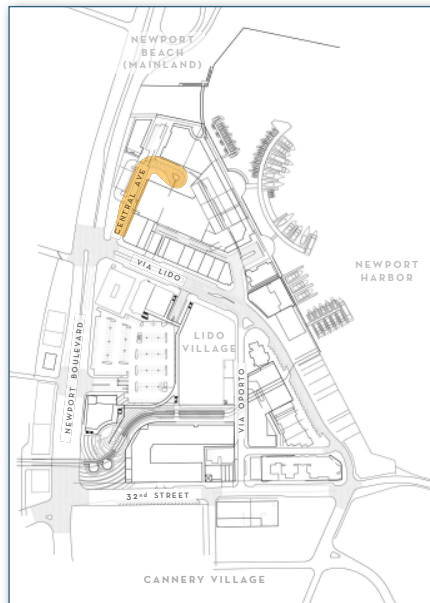 NEWPORT
BEACH
(MAINLAND)
CENTRAL AVE
VIA LIDO
NEWPORT
HARBOR
NEWPORT BOULEVARD
LIDO
VILLAGE
VIA OPORTO
32nd STREET
CANNERY VILLAGE